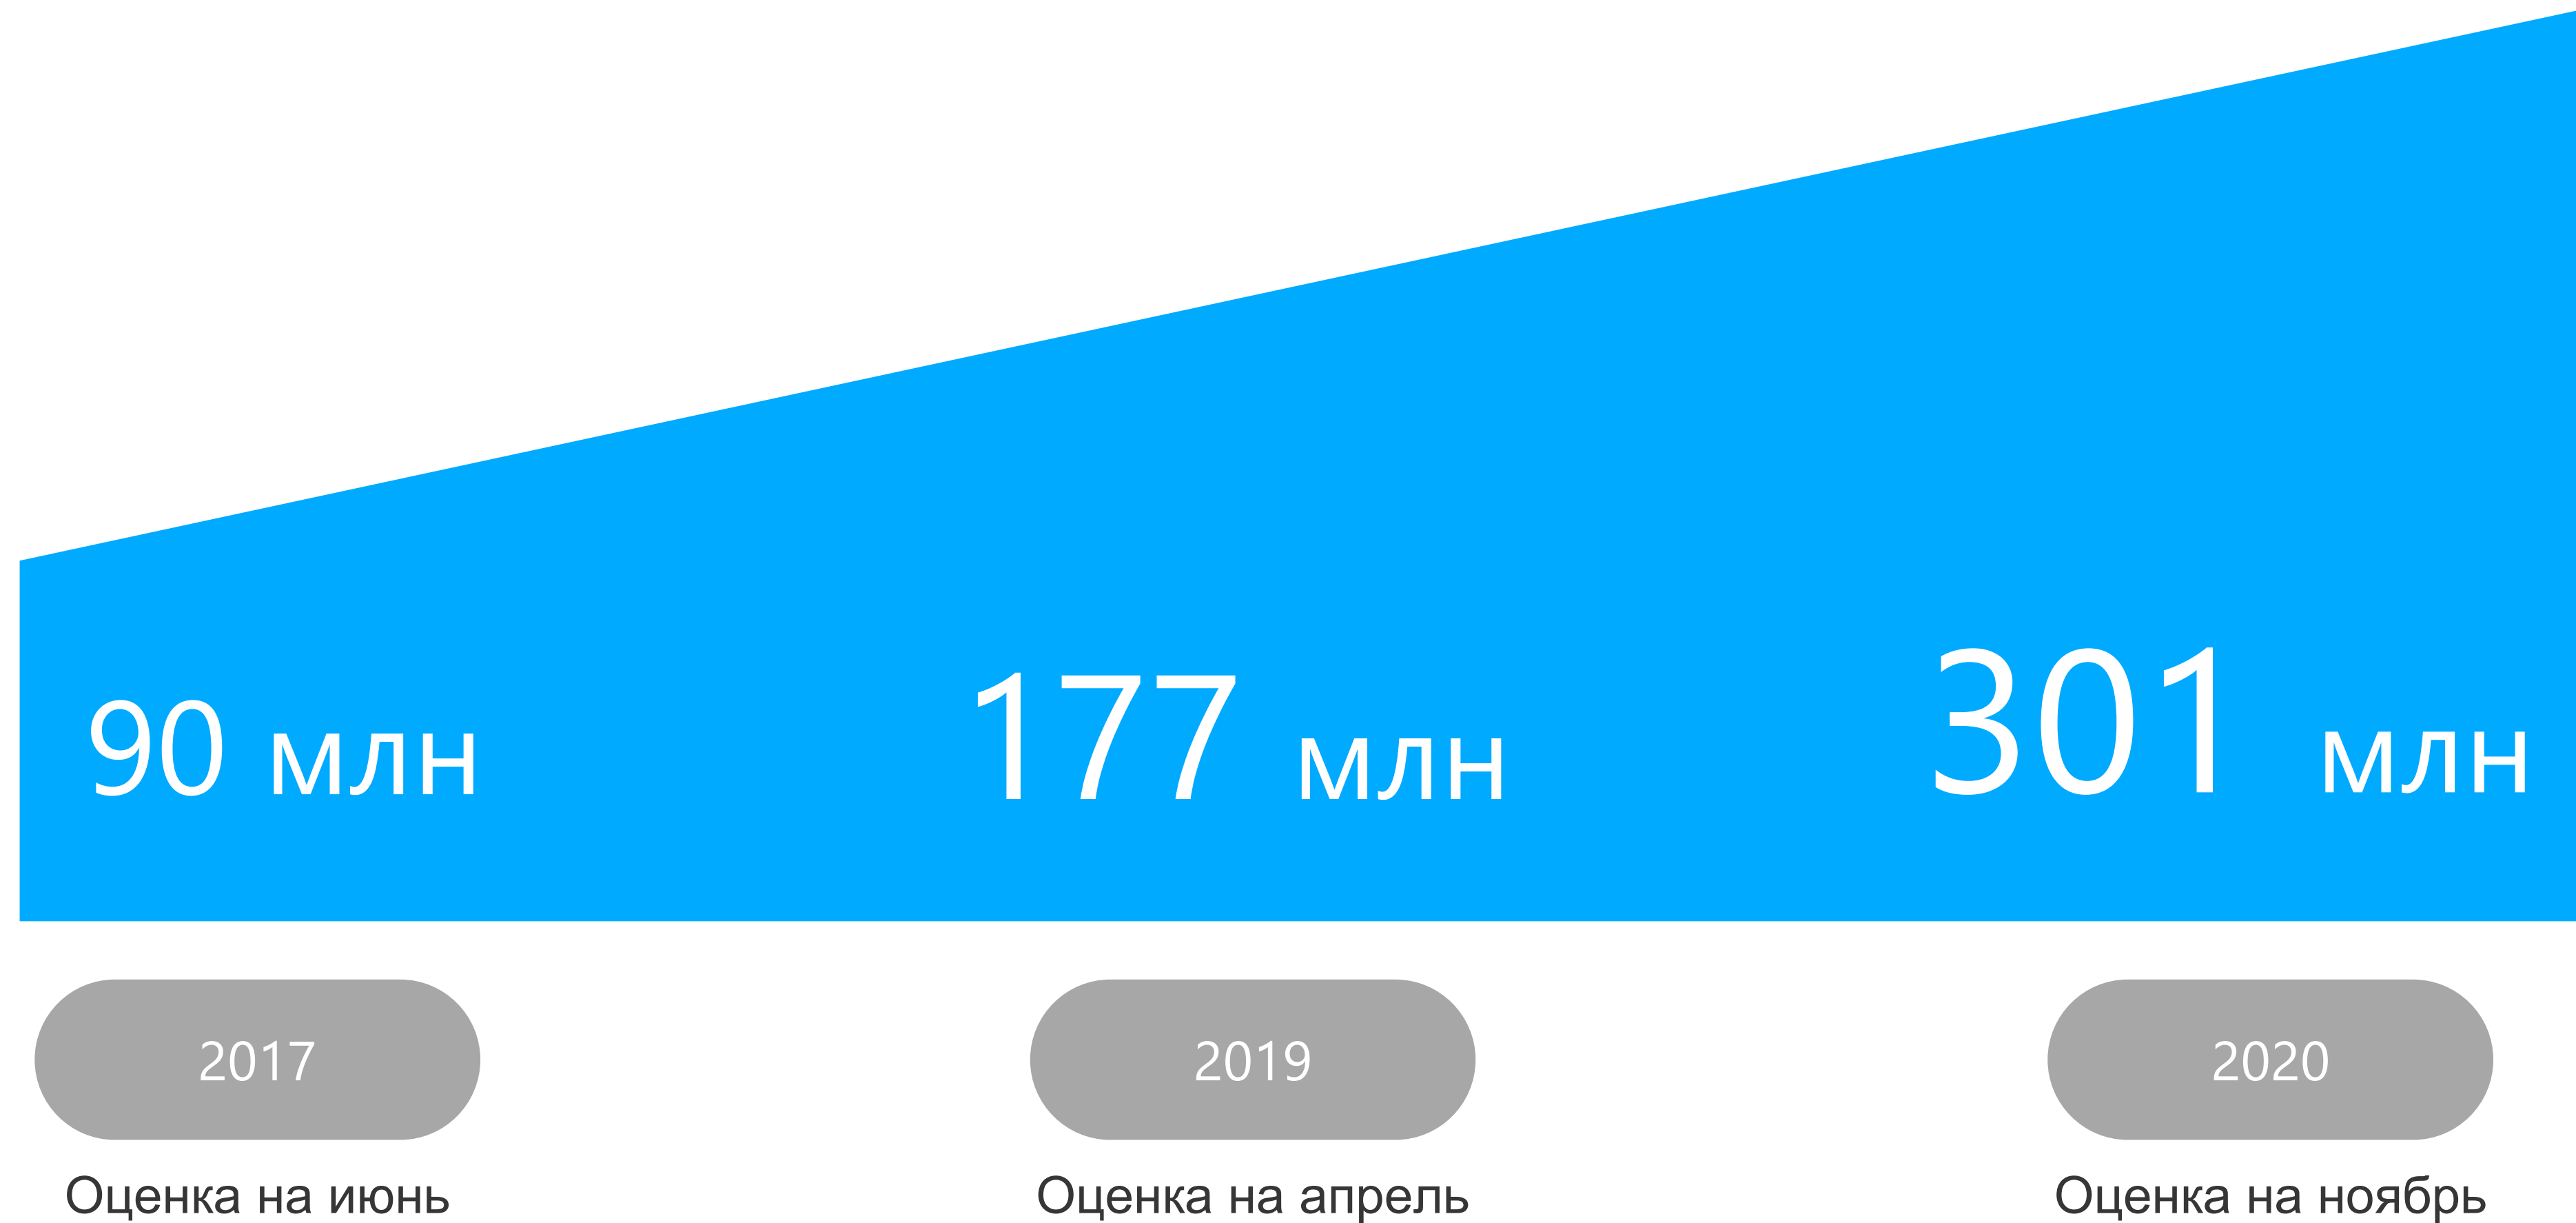 90 млн
177 млн
301 млн
2017
2019
2020
Оценка на июнь
Оценка на апрель
Оценка на ноябрь